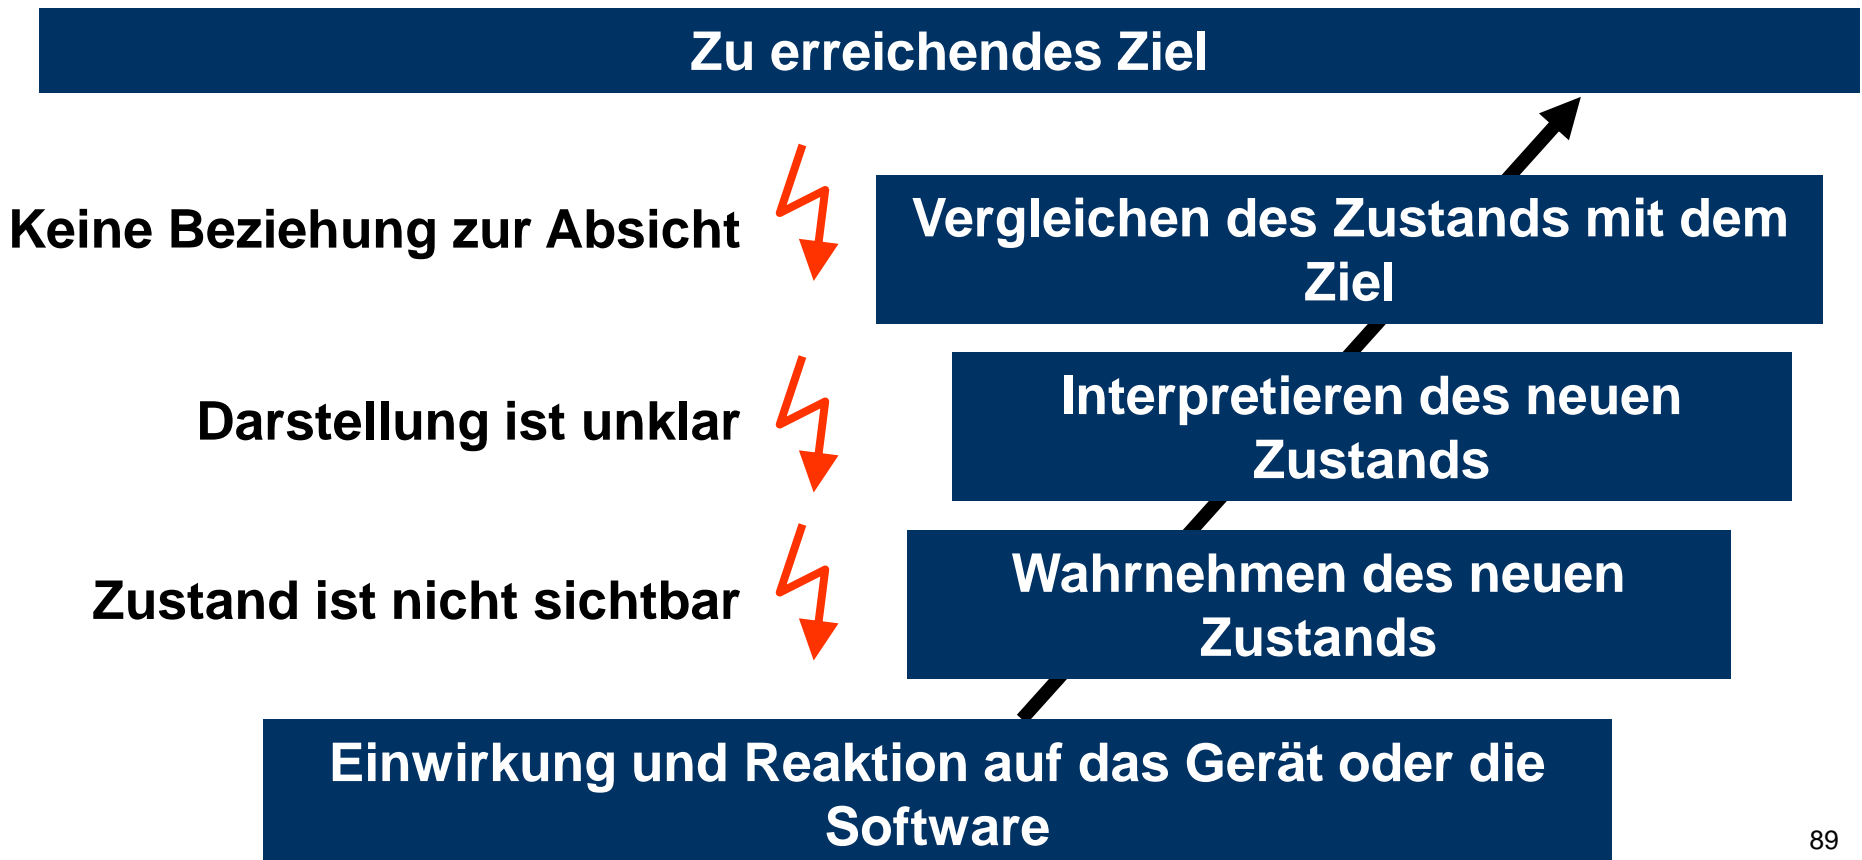 Zu erreichendes Ziel
Keine Beziehung zur Absicht
Vergleichen des Zustands mit dem
Ziel
Darstellung ist unklar
Interpretieren des neuen
Zustands
Zustand ist nicht sichtbar
Wahrnehmen des neuen
Zustands
Einwirkung und Reaktion auf das Gerät oder die
Software
89